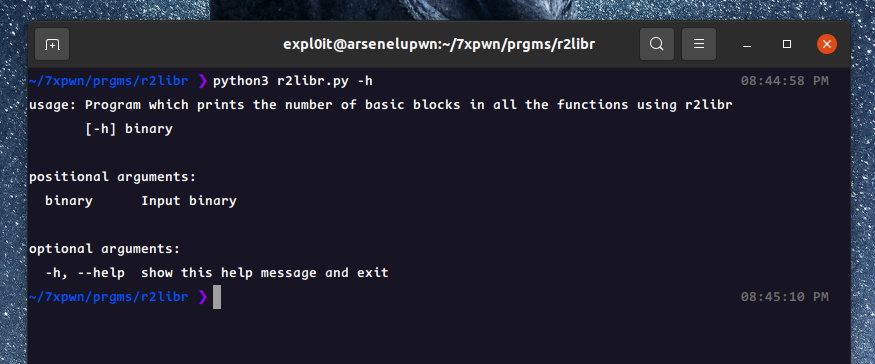 expl0it@arsenelupwn:~/7xpwn/prgms/r2libr
~/7xpwn/prgms/r2libr ❯ python3 r2libr.py -h 08:44:58 PM
usage: Program which prints the number of basic blocks in all the functions using r2libr
[-h] binary
positional arguments:
binary Input binary
optional arguments:
-h, --help show this help message and exit
~/7xpwn/prgms/r2libr ❯ 08:45:10 PM